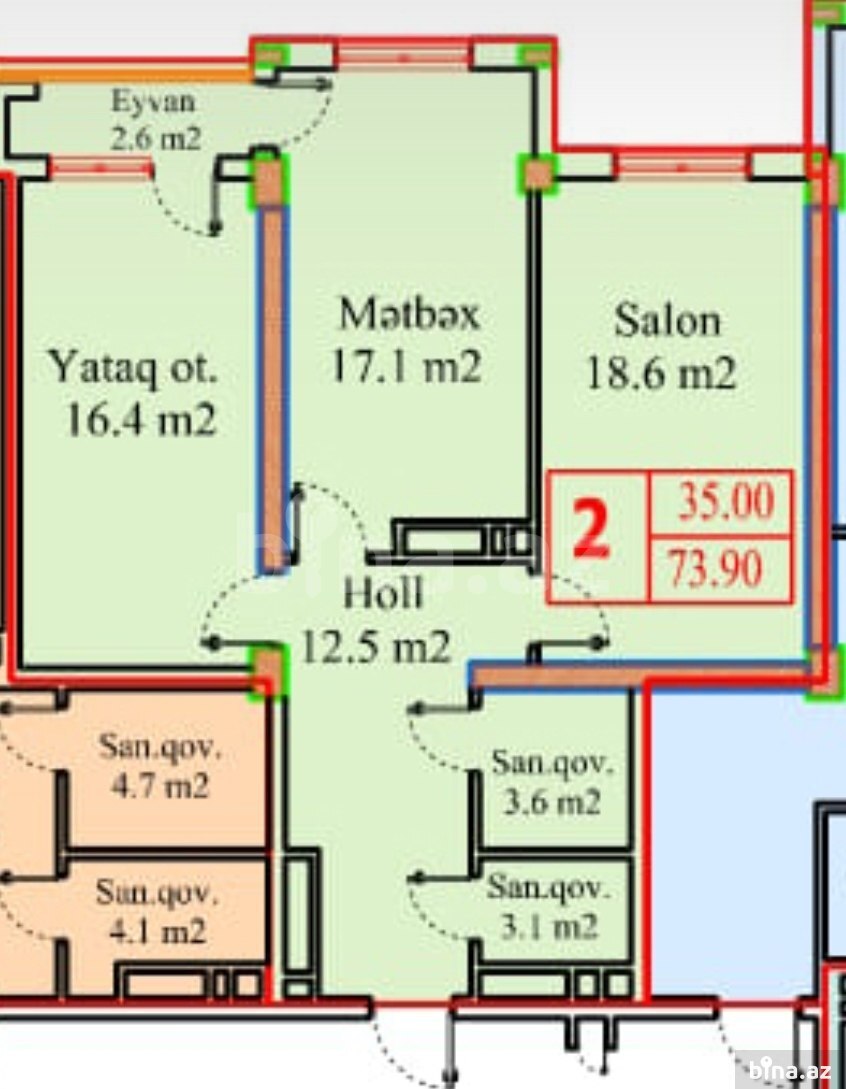 Eyvan
2.6 m2
Mətbəx
17.1 m2
Salon
18.6 m2
Yataq ot.
16.4 m2
2
35.00
73.90
bina.az
Holl
12.5 m2
San.qov.
4.7 m2
San.qov.
3.6 m2
San.qov.
4.1 m2
San.qov.
3.1 m2
bina.az